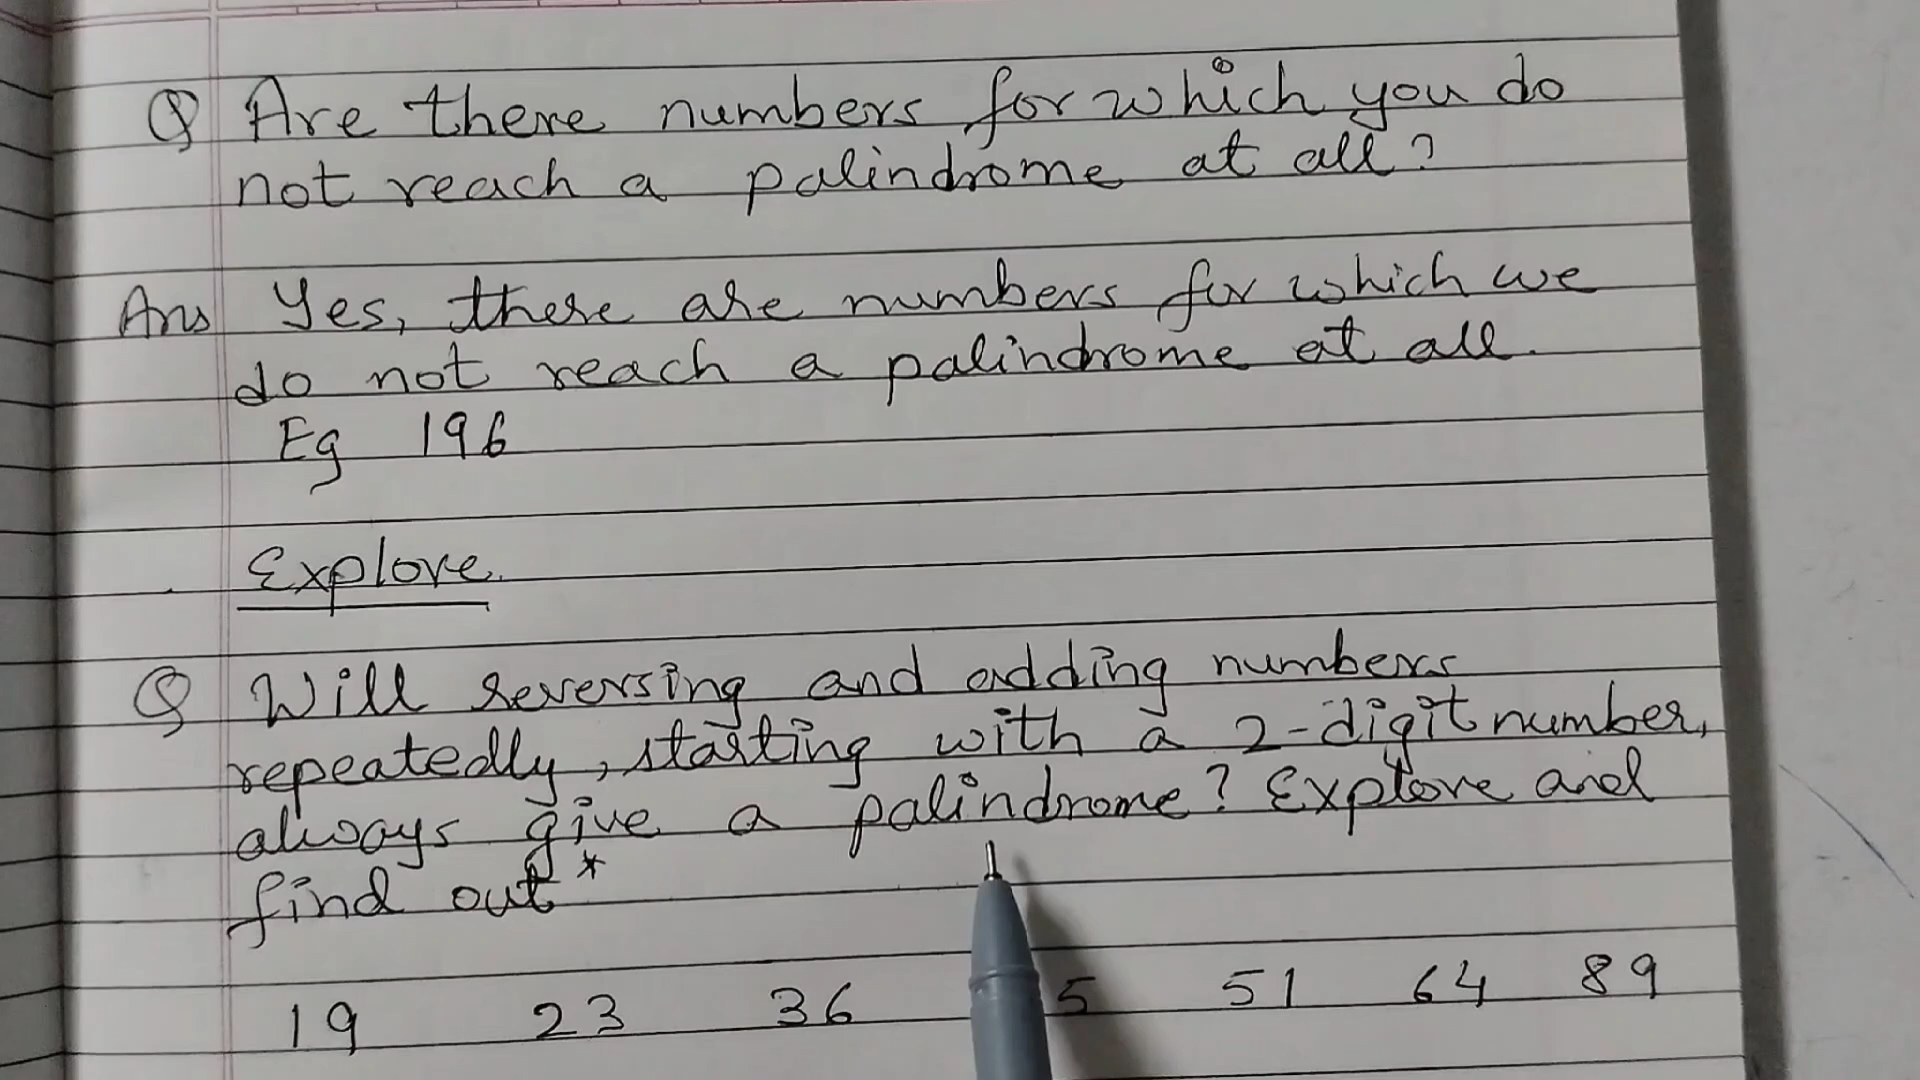 Q Are there numbers for which you do
not reach a palindrome at all?
Ans Yes, there are numbers for which we
do not reach a palindrome at all.
Eg 196
Explore
Q Will reversing and adding numbers
repeatedly, starting with a 2-digit number,
always give a palindrome? Explore and
find out*
19 23 36 5 51 64 89